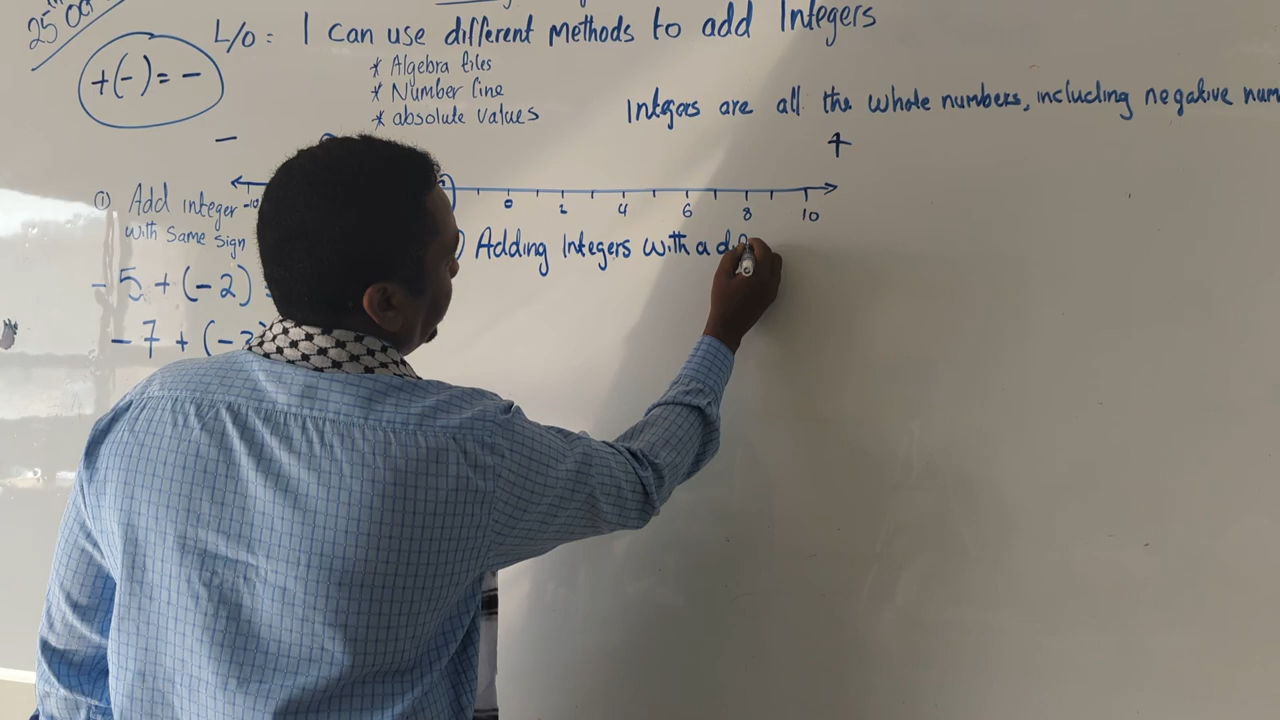 25th Oct
L/o = I can use different methods to add Integers
+(-) = -
* Algebra tiles
* Number line
* absolute values
Integers are all the whole numbers, including negative num
- +
-10 0 2 4 6 8 10
① Add integer
with same sign
Adding Integers with a
-5 + (-2)
-7 + (-